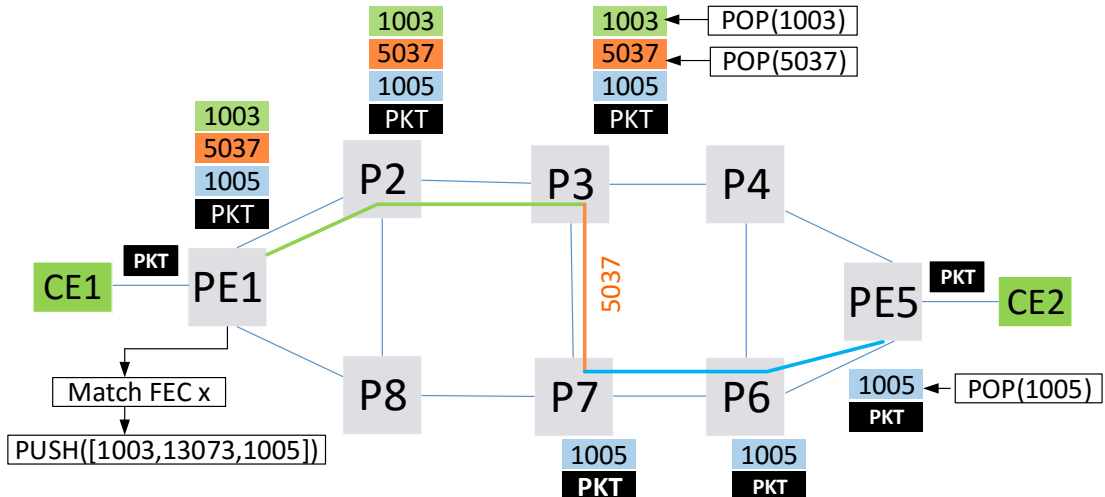 1003
5037
1005
PKT
1003
5037
1005
PKT
POP(1003)
POP(5037)
1003
5037
1005
PKT
P2
P3
P4
PKT
CE1
PE1
5037
PE5
PKT
CE2
Match FEC x
PUSH([1003,13073,1005])
P8
P7
P6
1005
PKT
POP(1005)
1005
PKT
1005
PKT